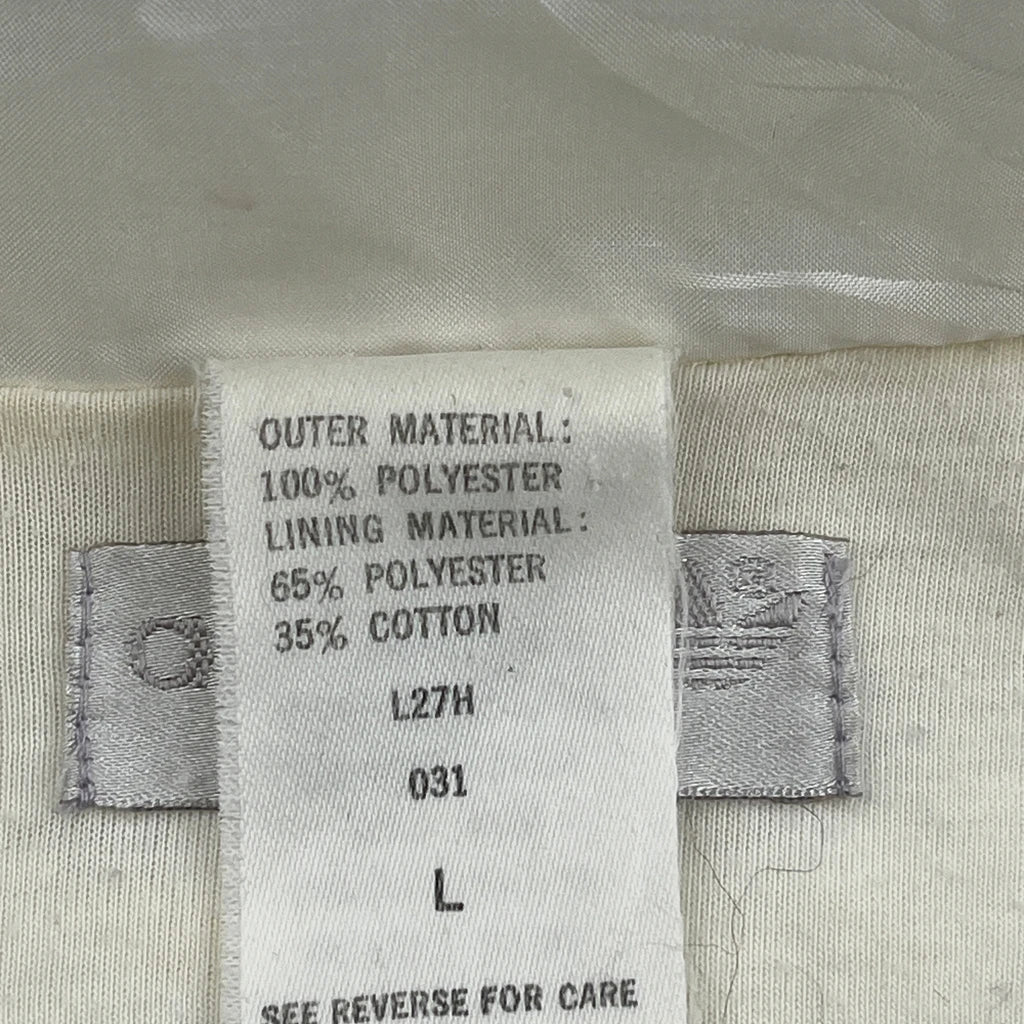 OUTER MATERIAL:
100% POLYESTER
LINING MATERIAL:
65% POLYESTER
35% COTTON
L27H
031
L
SEE REVERSE FOR CARE